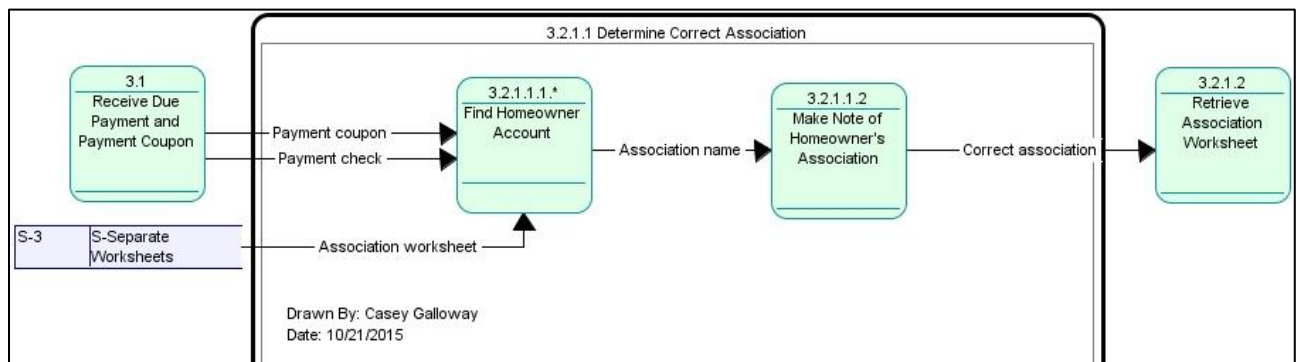 3.2.1.1 Determine Correct Association
3.1
Receive Due
Payment and
Payment Coupon
Payment coupon
Payment check
3.2.1.1.1.*
Find Homeowner
Account
Association name
3.2.1.1.2
Make Note of
Homeowner's
Association
Correct association
3.2.1.2
Retrieve
Association
Worksheet
S-3
S-Separate
Worksheets
Association worksheet
Drawn By: Casey Galloway
Date: 10/21/2015